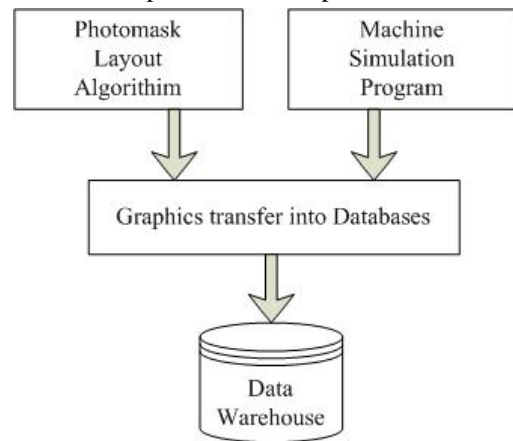 Photomask
Layout
Algorithim
Machine
Simulation
Program
Graphics transfer into Databases
Data
Warehouse